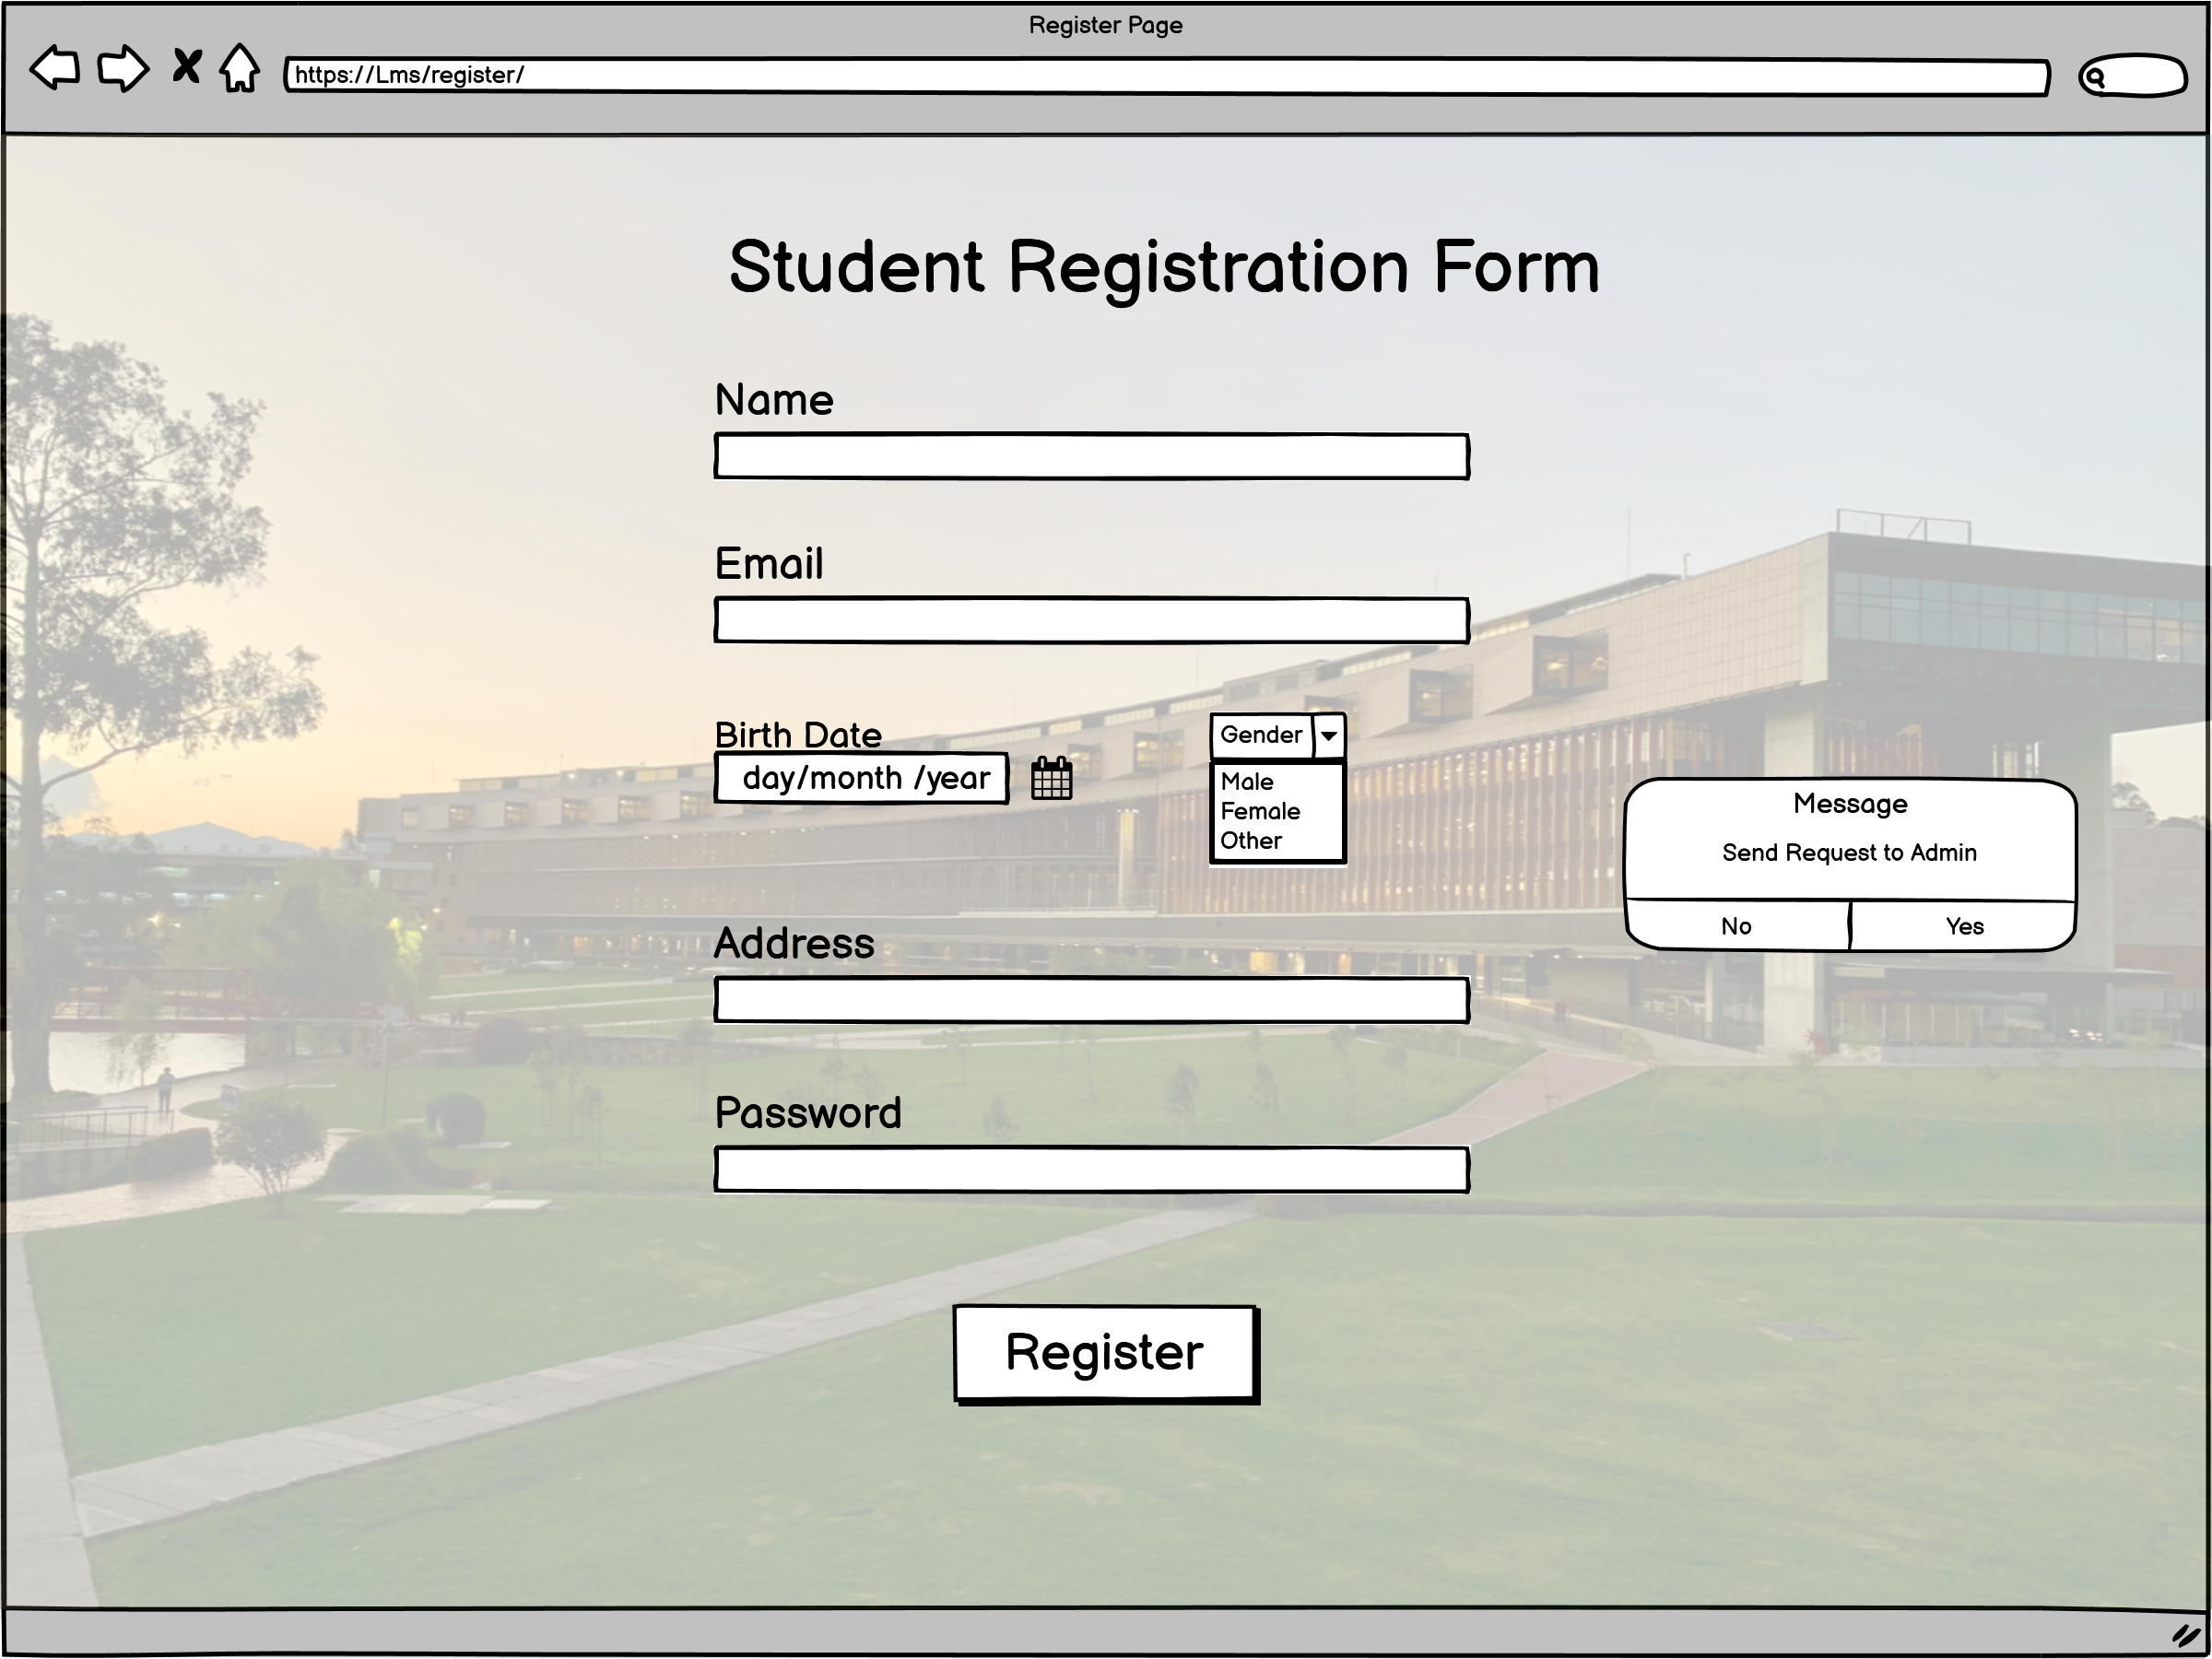 Register Page
https://Lms/register/
Student Registration Form
Name
Email
Birth Date
day/month /year
Gender
Male
Female
Other
Message
Send Request to Admin
No
Yes
Address
Password
Register